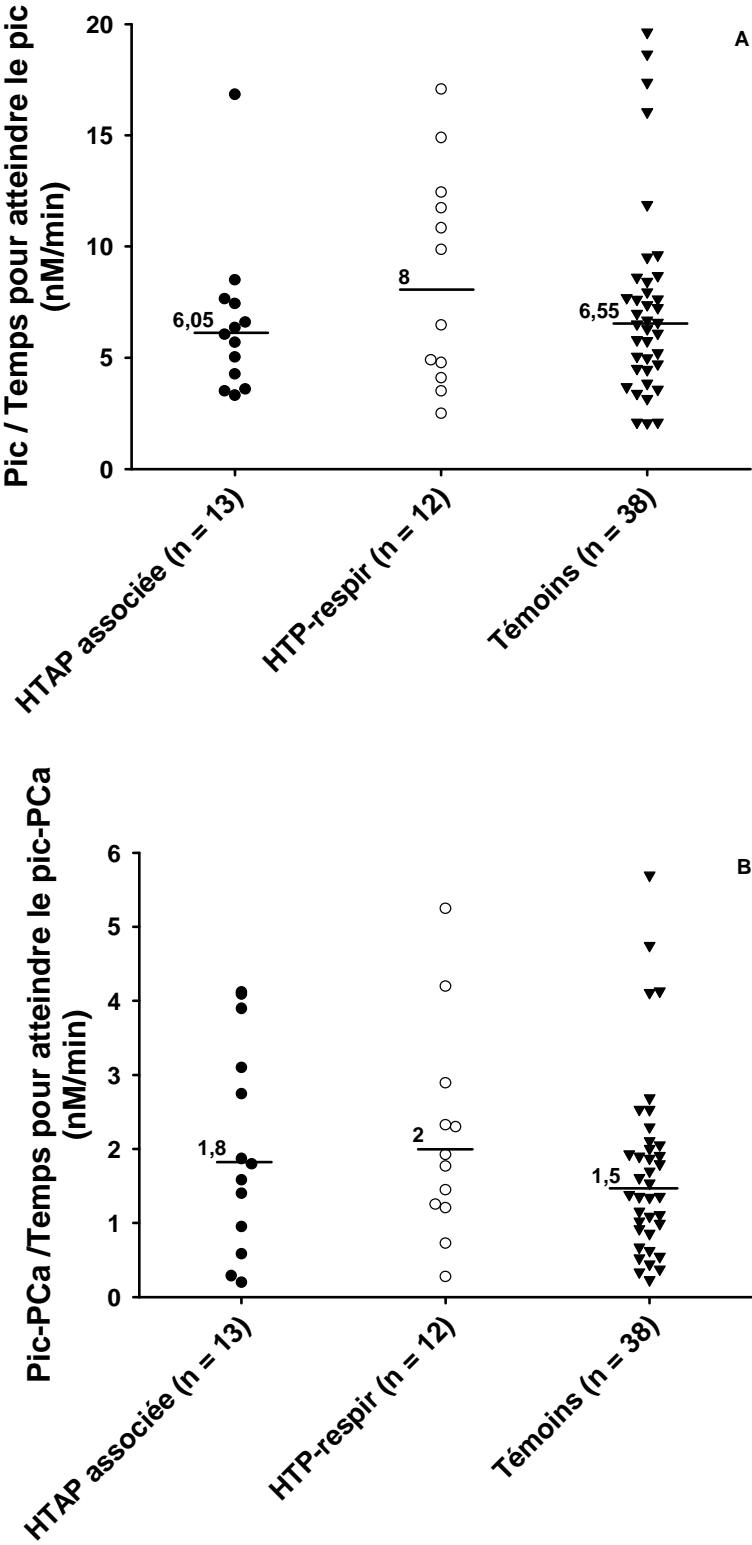 A
Pic / Temps pour atteindre le pic
(nM/min)
20
15
10
5
0
6,05
8
6,55
HTAP associée (n = 13)
HTP-respir (n = 12)
Témoins (n = 38)
B
Pic-PCa /Temps pour atteindre le pic-PCa
(nM/min)
6
5
4
3
2
1
0
1,8
2
1,5
HTAP associée (n = 13)
HTP-respir (n = 12)
Témoins (n = 38)